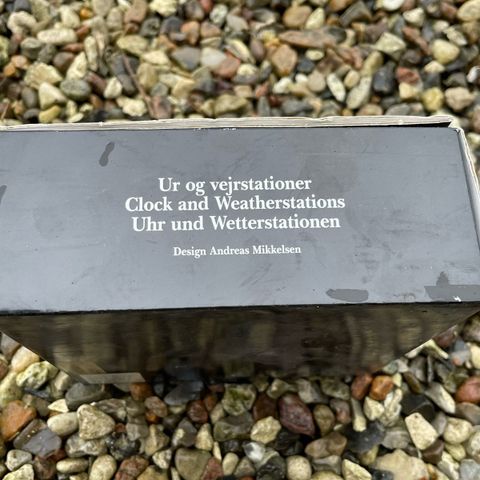 Ur og vejrstationer
Clock and Weatherstations
Uhr und Wetterstationen
Design Andreas Mikkelsen